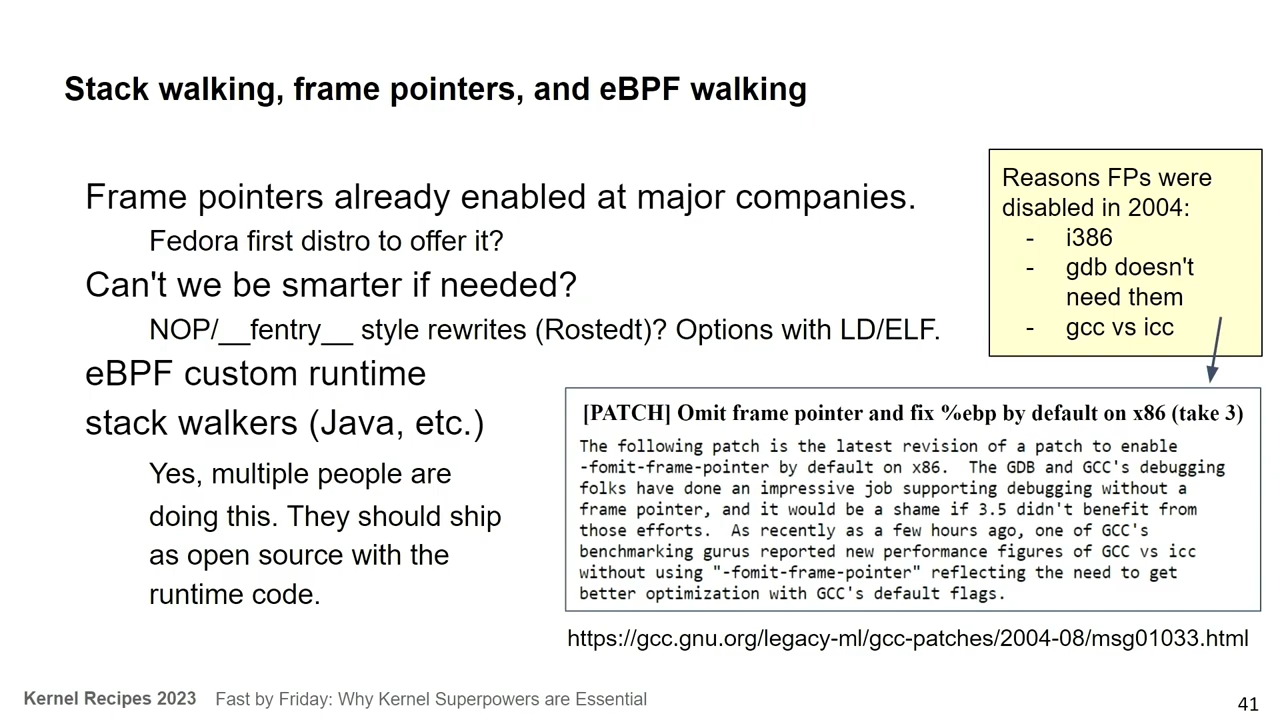 Stack walking, frame pointers, and eBPF walking
Frame pointers already enabled at major companies.
Fedora first distro to offer it?
Can't we be smarter if needed?
NOP/__fentry__ style rewrites (Rostedt)? Options with LD/ELF.
eBPF custom runtime
stack walkers (Java, etc.)
Yes, multiple people are
doing this. They should ship
as open source with the
runtime code.
Reasons FPs were
disabled in 2004:
- i386
- gdb doesn't
need them
- gcc vs icc
[PATCH] Omit frame pointer and fix %ebp by default on x86 (take 3)
The following patch is the latest revision of a patch to enable
-fomit-frame-pointer by default on x86. The GDB and GCC's debugging
folks have done an impressive job supporting debugging without a
frame pointer, and it would be a shame if 3.5 didn't benefit from
those efforts. As recently as a few hours ago, one of GCC's
benchmarking gurus reported new performance figures of GCC vs icc
without using "-fomit-frame-pointer" reflecting the need to get
better optimization with GCC's default flags.
https://gcc.gnu.org/legacy-ml/gcc-patches/2004-08/msg01033.html
Kernel Recipes 2023 Fast by Friday: Why Kernel Superpowers are Essential
41